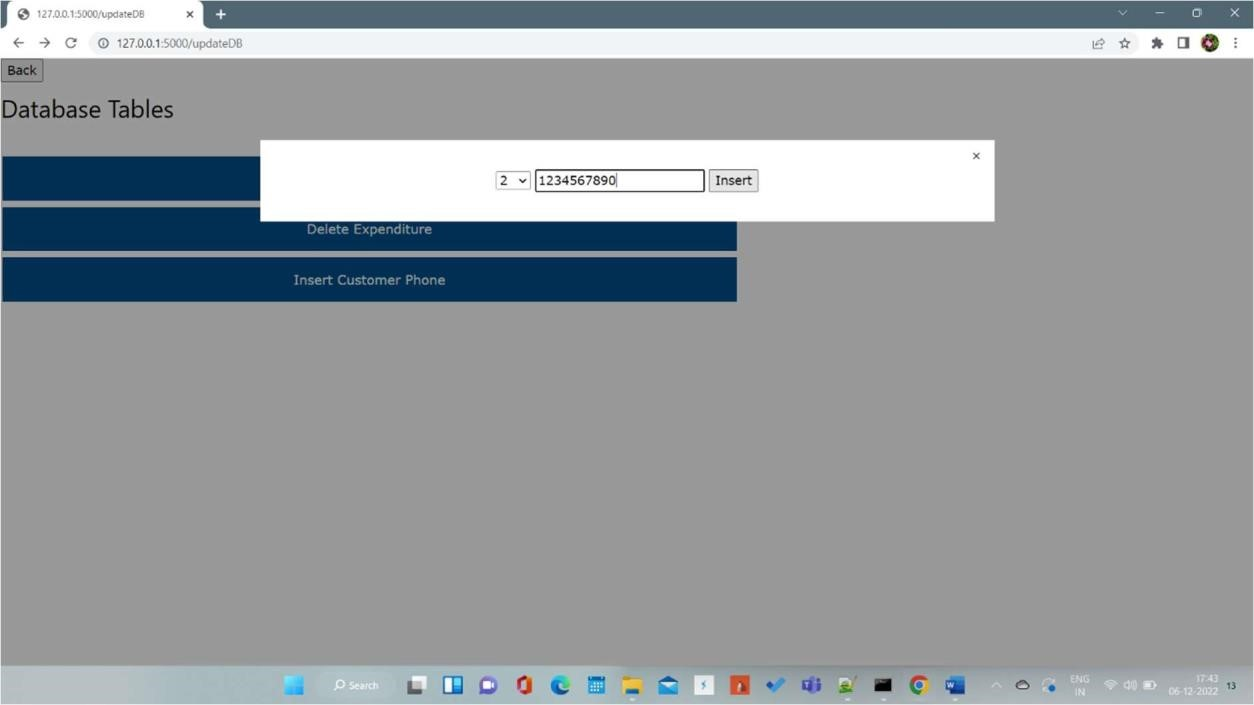 127.0.0.1:5000/updateDB
127.0.0.1:5000/updateDB
Back
Database Tables
2 1234567890 Insert
Delete Expenditure
Insert Customer Phone
Search
ENG
IN
17:43
06-12-2022
13